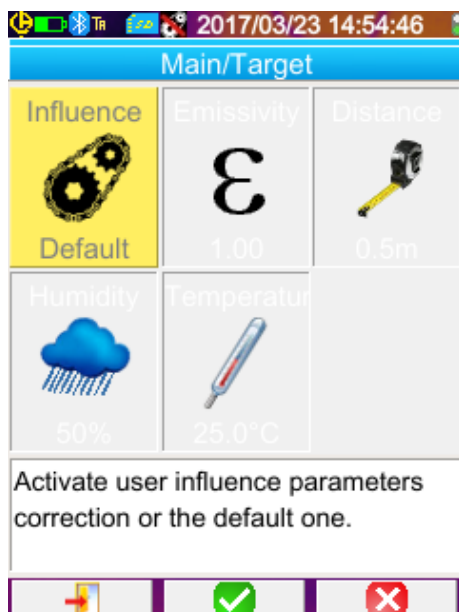 TR 2017/03/23 14:54:46
Main/Target
Influence Emissivity Distance
ε
Default 1.00 0.5m
Humidity Temperatur
50% 25.0°C
Activate user influence parameters
correction or the default one.